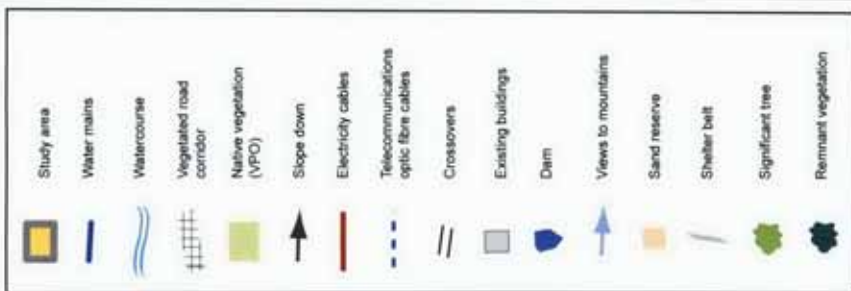 Study area
Water mains
Watercourse
Vegetated road
corridor
Native vegetation
(VPO)
Slope down
Electricity cables
Telecommunications
optic fibre cables
Crossovers
Existing buildings
Dam
Views to mountains
Sand reserve
Shelter belt
Significant tree
Remnant vegetation